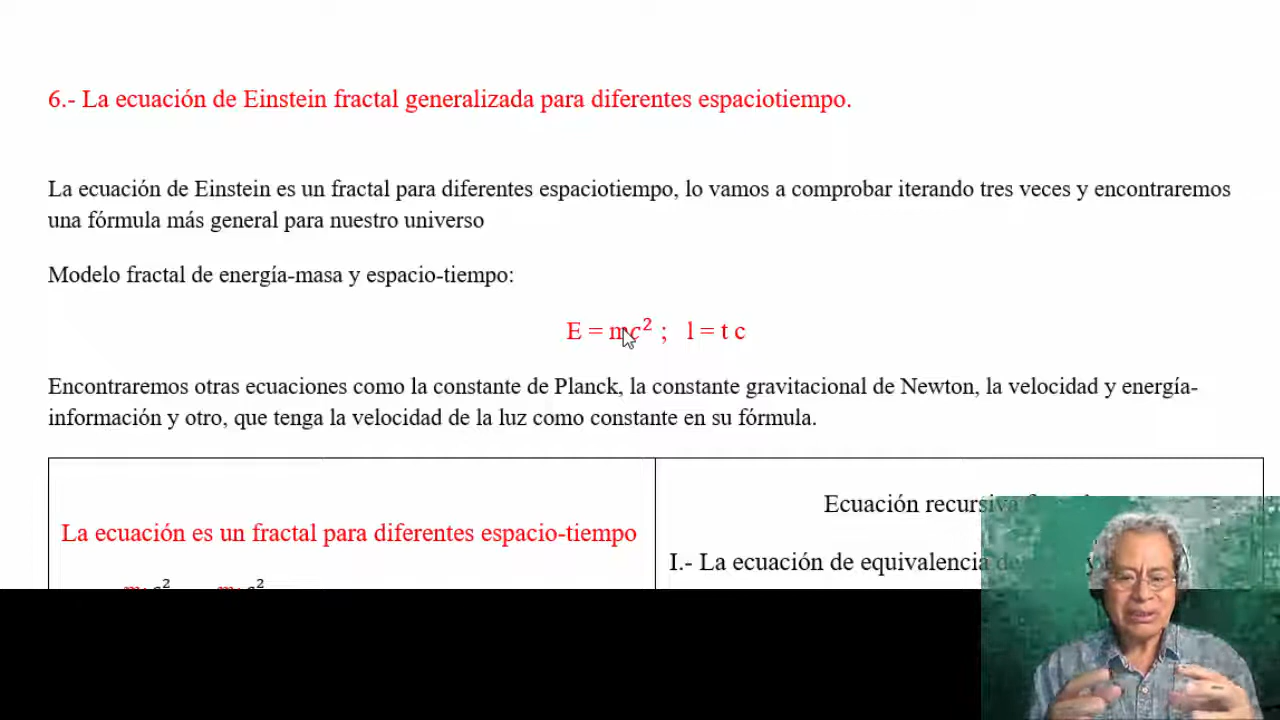 6.- La ecuación de Einstein fractal generalizada para diferentes espaciotiempo.
La ecuación de Einstein es un fractal para diferentes espaciotiempo, lo vamos a comprobar iterando tres veces y encontraremos
una fórmula más general para nuestro universo
Modelo fractal de energía-masa y espacio-tiempo:
E = mc² ; l = t c
Encontraremos otras ecuaciones como la constante de Planck, la constante gravitacional de Newton, la velocidad y energía-
información y otro, que tenga la velocidad de la luz como constante en su fórmula.
La ecuación es un fractal para diferentes espacio-tiempo
Ecuación recursiva
I.- La ecuación de equivalencia